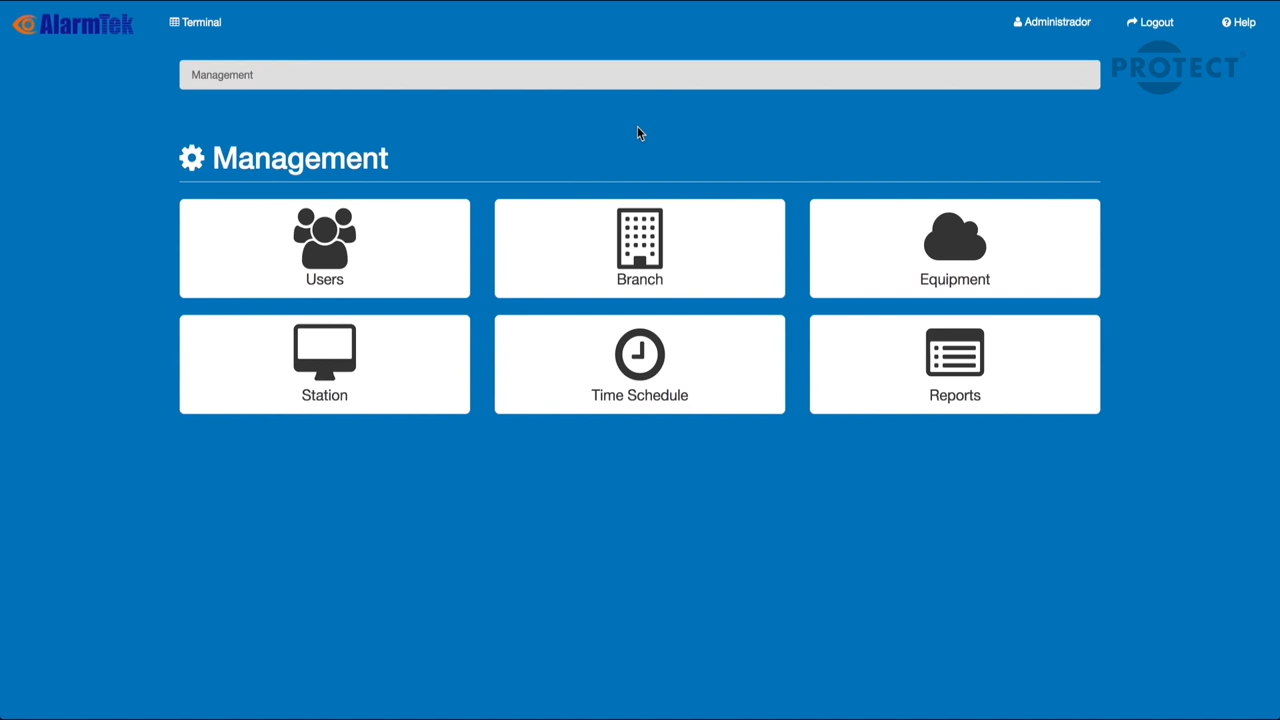 AlarmTek
Terminal
Administrador
Logout
Help
Management
PROTECT
Management
Users
Branch
Equipment
Station
Time Schedule
Reports